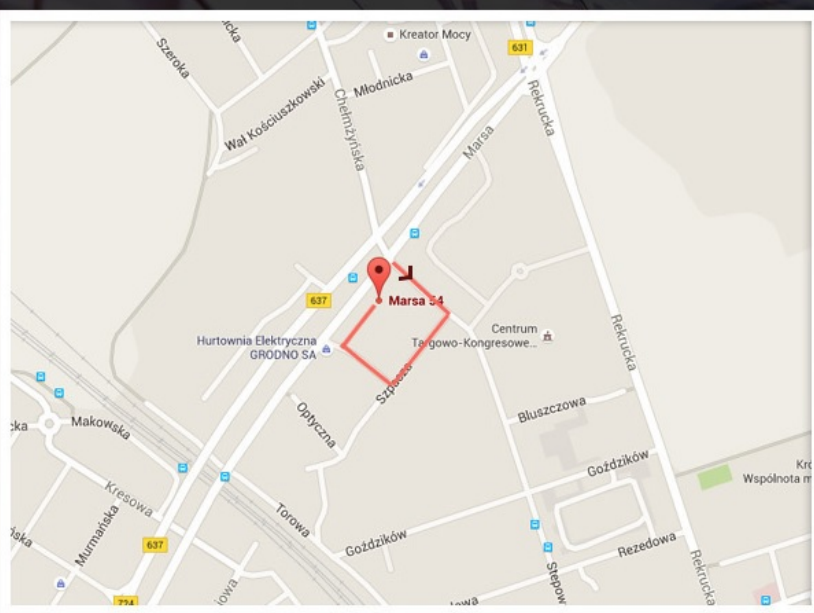 Szeroka
Kreator Mocy
631
Młodnicka
Wał Kościuszkowski
Chełmżyńska
Rekrucka
Marsa
Marsa 54
637
Hurtownia Elektryczna
GRODNO SA
Centrum
Targowo-Kongresowe...
Rekrucka
Szpacza
Bluszczowa
Optyczna
Makowska
Goździków
Wspólnota m
Kresowa
Torowa
Murmańska
Goździków
637
Rezedowa
Rekrucka
Stepow
724